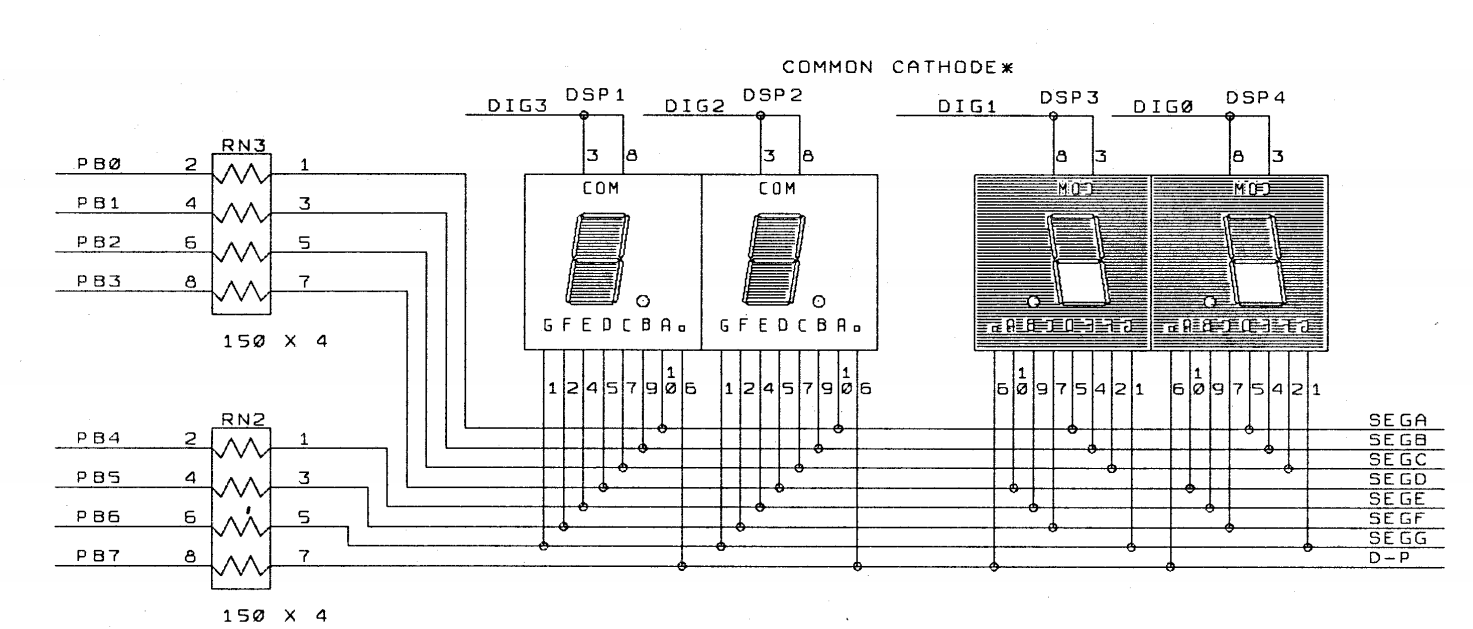 COMMON CATHODE*
DIG3 DSP1 DIG2 DSP2 DIG1 DSP3 DIG0 DSP4
3 8 3 8 8 3 8 3
RN3
PB0 2 1
PB1 4 3
PB2 6 5
PB3 8 7
150 X 4
COM COM COM COM
G F E D C B A G F E D C B A
1 2 4 5 7 9 10 6 1 2 4 5 7 9 10 6 6 10 9 7 5 4 2 1 6 10 9 7 5 4 2 1
RN2
PB4 2 1
PB5 4 3
PB6 6 5
PB7 8 7
150 X 4
SEGA
SEGB
SEGC
SEGD
SEGE
SEGF
SEGG
D-P